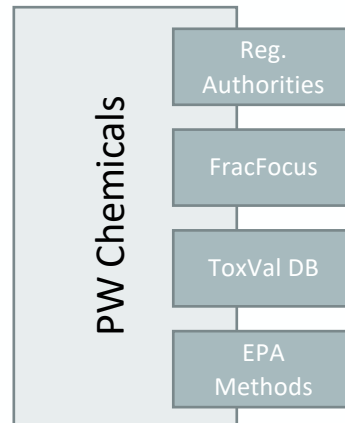 PW Chemicals
Reg.
Authorities
FracFocus
ToxVal DB
EPA
Methods